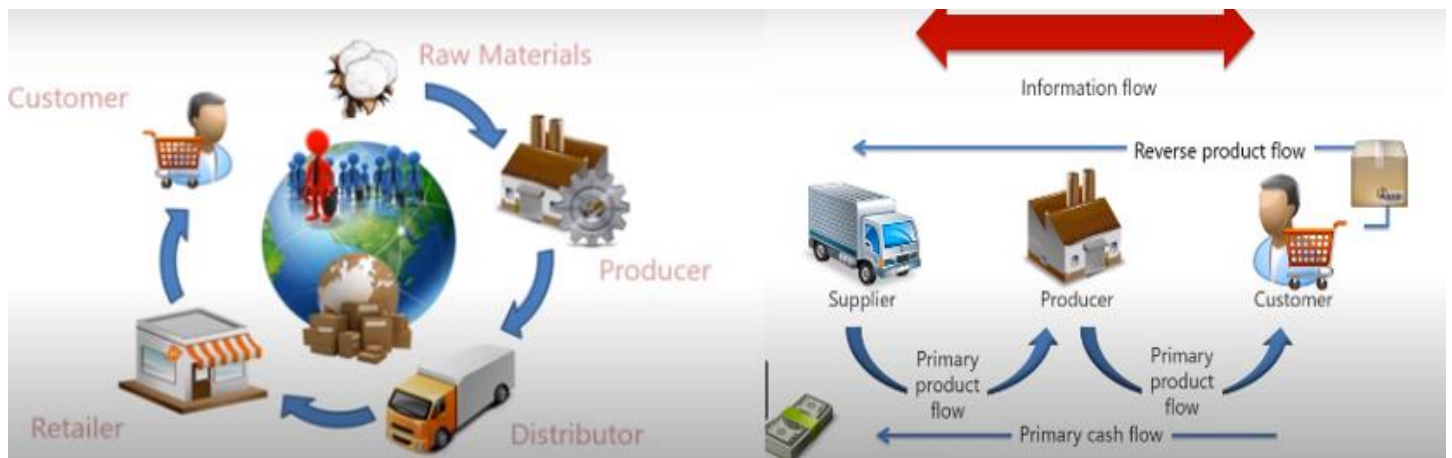 Raw Materials
Customer
Producer
Retailer
Distributor
Information flow
Reverse product flow
Supplier
Producer
Customer
Primary
product
flow
Primary
product
flow
Primary cash flow